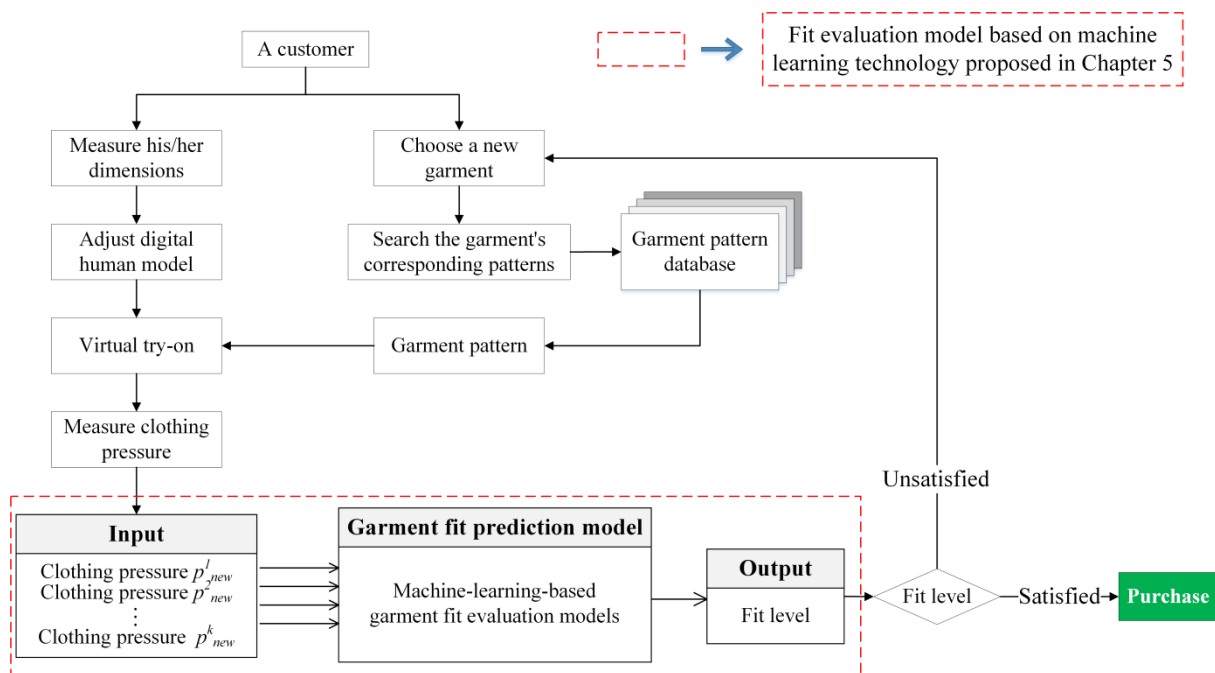 A customer
Fit evaluation model based on machine
learning technology proposed in Chapter 5
Measure his/her
dimensions
Choose a new
garment
Adjust digital
human model
Search the garment's
corresponding patterns
Garment pattern
database
Virtual try-on
Garment pattern
Measure clothing
pressure
Unsatisfied
Input
Clothing pressure p^1_new
Clothing pressure p^2_new
⋮
Clothing pressure p^k_new
Garment fit prediction model
Machine-learning-based
garment fit evaluation models
Output
Fit level
Fit level
Satisfied
Purchase